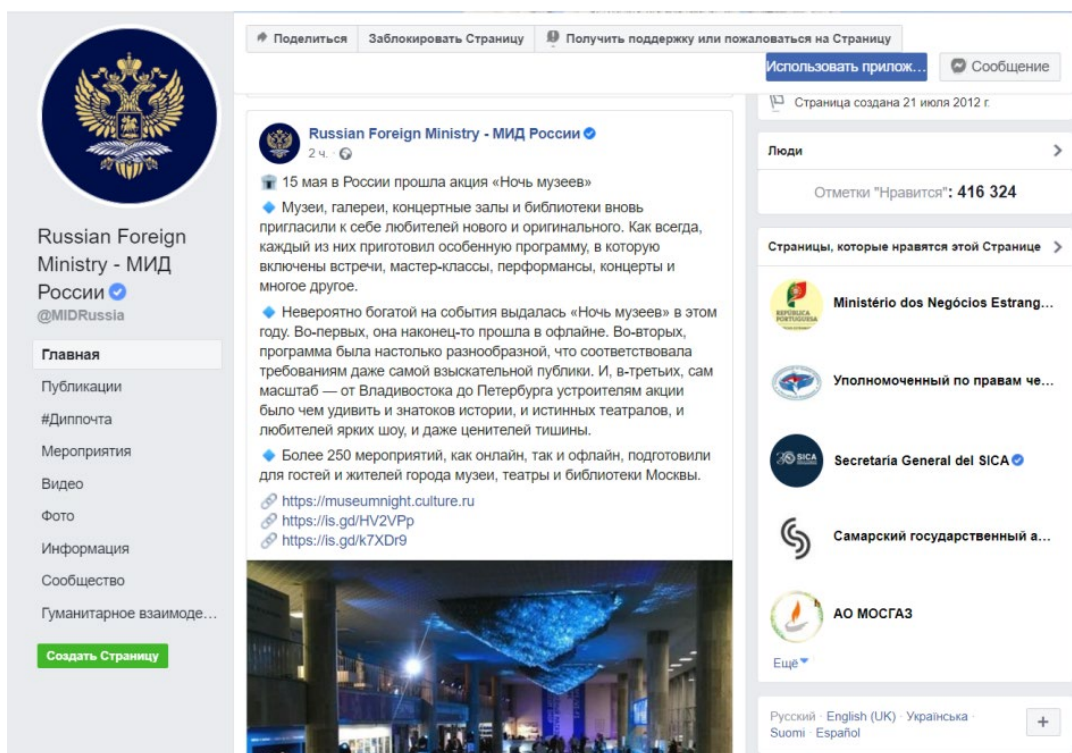 Russian Foreign
Ministry - МИД
России
@MIDRussia
Главная
Публикации
#Диппочта
Мероприятия
Видео
Фото
Информация
Сообщество
Гуманитарное взаимоде...
Создать Страницу
Поделиться
Заблокировать Страницу
Получить поддержку или пожаловаться на Страницу
Использовать прилож...
Сообщение
Russian Foreign Ministry - МИД России
2 ч. ·
15 мая в России прошла акция «Ночь музеев»
Музеи, галереи, концертные залы и библиотеки вновь
пригласили к себе любителей нового и оригинального. Как всегда,
каждый из них приготовил особенную программу, в которую
включены встречи, мастер-классы, перформансы, концерты и
многое другое.
Невероятно богатой на события выдалась «Ночь музеев» в этом
году. Во-первых, она наконец-то прошла в офлайне. Во-вторых,
программа была настолько разнообразной, что соответствовала
требованиям даже самой взыскательной публики. И, в-третьих, сам
масштаб — от Владивостока до Петербурга устроителям акции
было чем удивить и знатоков истории, и истинных театралов, и
любителей ярких шоу, и даже ценителей тишины.
Более 250 мероприятий, как онлайн, так и офлайн, подготовили
для гостей и жителей города музеи, театры и библиотеки Москвы.
https://museumnight.culture.ru
https://is.gd/HV2VPp
https://is.gd/k7XDr9
Страница создана 21 июля 2012 г.
Люди
Отметки "Нравится": 416 324
Страницы, которые нравятся этой Странице
Ministério dos Negócios Estrang...
REPÚBLICA
PORTUGUESA
Уполномоченный по правам че...
SICA
Secretaría General del SICA
Самарский государственный а...
АО МОСГАЗ
Ещё
Русский · English (UK) · Українська ·
Suomi · Español